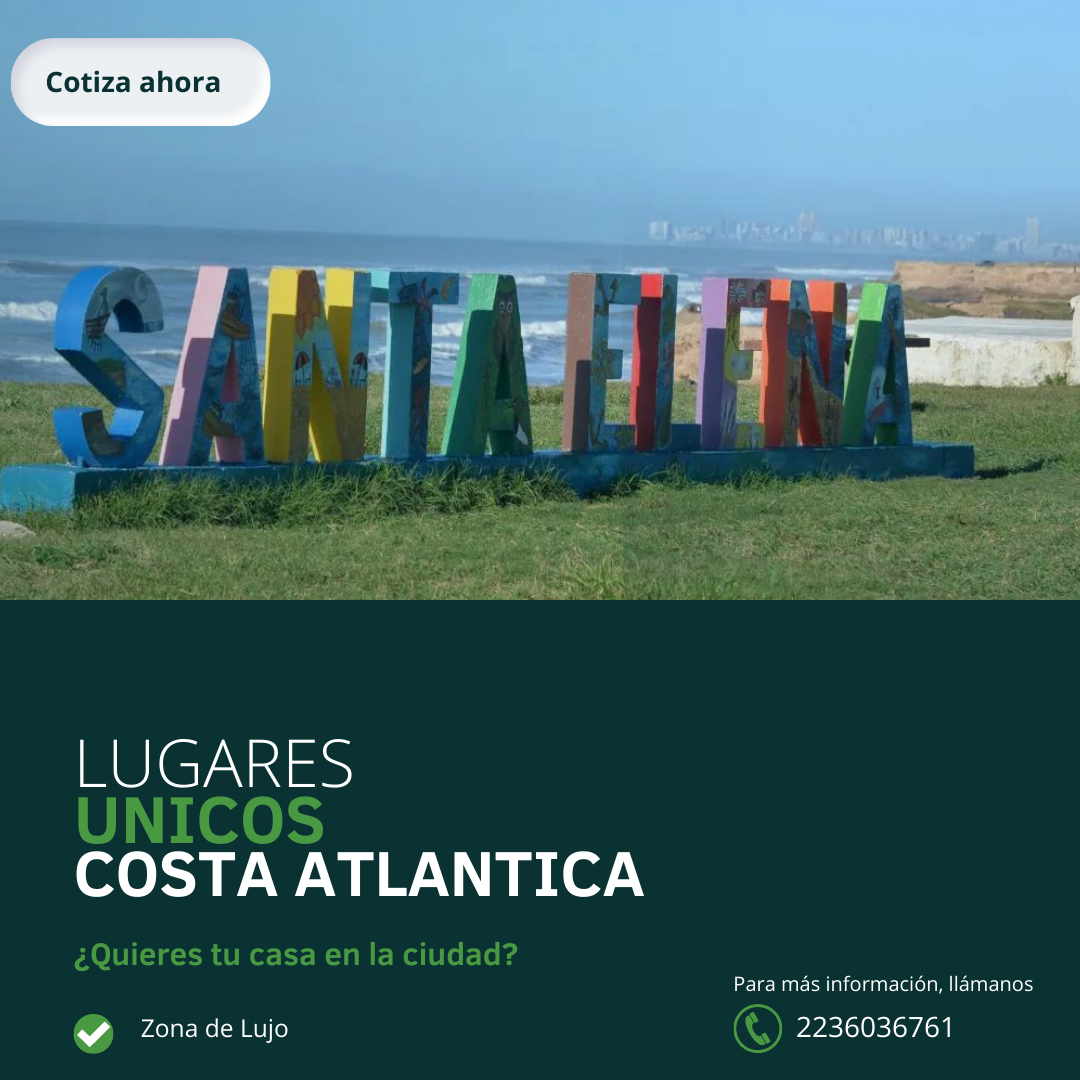 Cotiza ahora
SANTA ELENA
LUGARES
UNICOS
COSTA ATLANTICA
¿Quieres tu casa en la ciudad?
Zona de Lujo
Para más información, llámanos
2236036761